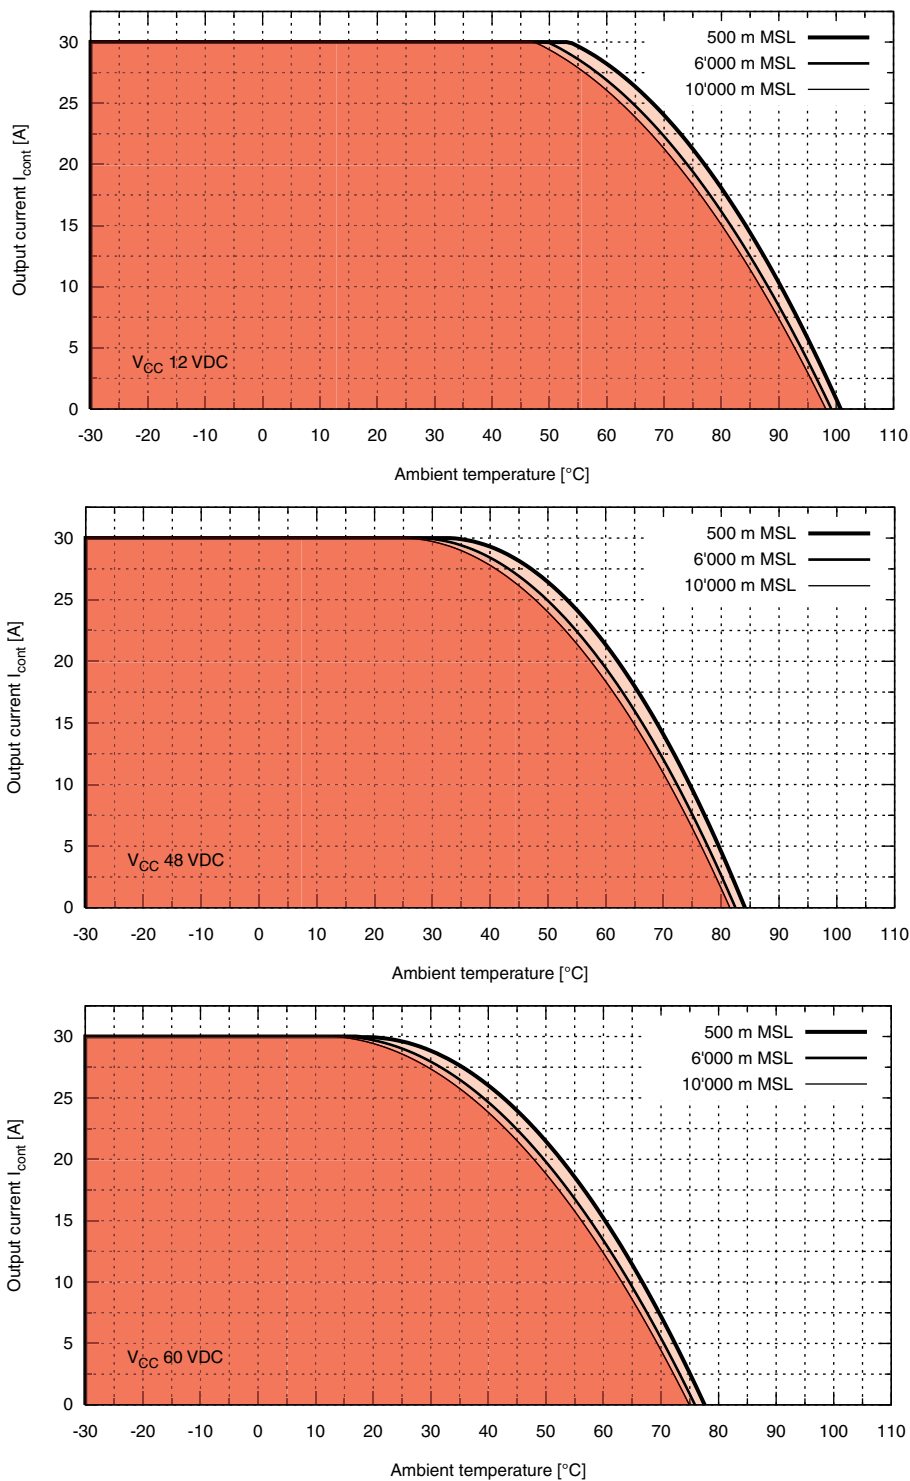 30
25
20
15
10
5
0
Output current I_cont [A]
500 m MSL
6'000 m MSL
10'000 m MSL
V_CC 12 VDC
-30 -20 -10 0 10 20 30 40 50 60 70 80 90 100 110
Ambient temperature [°C]
30
25
20
15
10
5
0
Output current I_cont [A]
500 m MSL
6'000 m MSL
10'000 m MSL
V_CC 48 VDC
-30 -20 -10 0 10 20 30 40 50 60 70 80 90 100 110
Ambient temperature [°C]
30
25
20
15
10
5
0
Output current I_cont [A]
500 m MSL
6'000 m MSL
10'000 m MSL
V_CC 60 VDC
-30 -20 -10 0 10 20 30 40 50 60 70 80 90 100 110
Ambient temperature [°C]